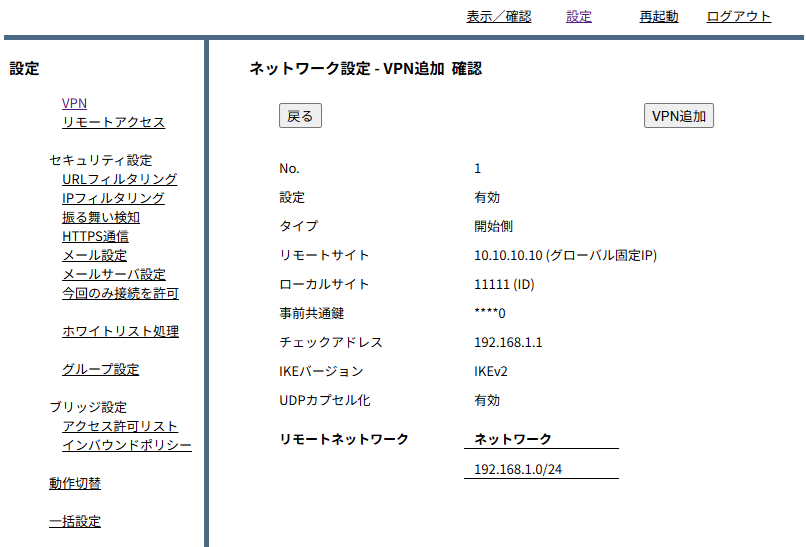 表示／確認 設定 再起動 ログアウト
設定
VPN
リモートアクセス
セキュリティ設定
URLフィルタリング
IPフィルタリング
振る舞い検知
HTTPS通信
メール設定
メールサーバ設定
今回のみ接続を許可
ホワイトリスト処理
グループ設定
ブリッジ設定
アクセス許可リスト
インバウンドポリシー
動作切替
一括設定
ネットワーク設定 - VPN追加 確認
戻る VPN追加
No. 1
設定 有効
タイプ 開始側
リモートサイト 10.10.10.10 (グローバル固定IP)
ローカルサイト 11111 (ID)
事前共通鍵 ****0
チェックアドレス 192.168.1.1
IKEバージョン IKEv2
UDPカプセル化 有効
リモートネットワーク ネットワーク
192.168.1.0/24